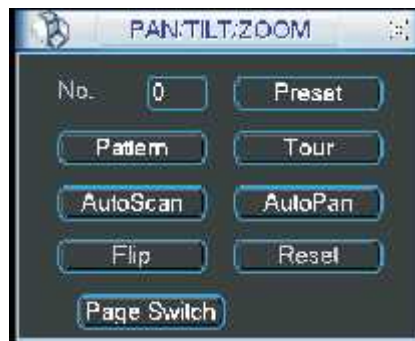 PAN/TILT/ZOOM
No. 0 Preset
Pattern Tour
AutoScan AutoPan
Flip Reset
Page Switch